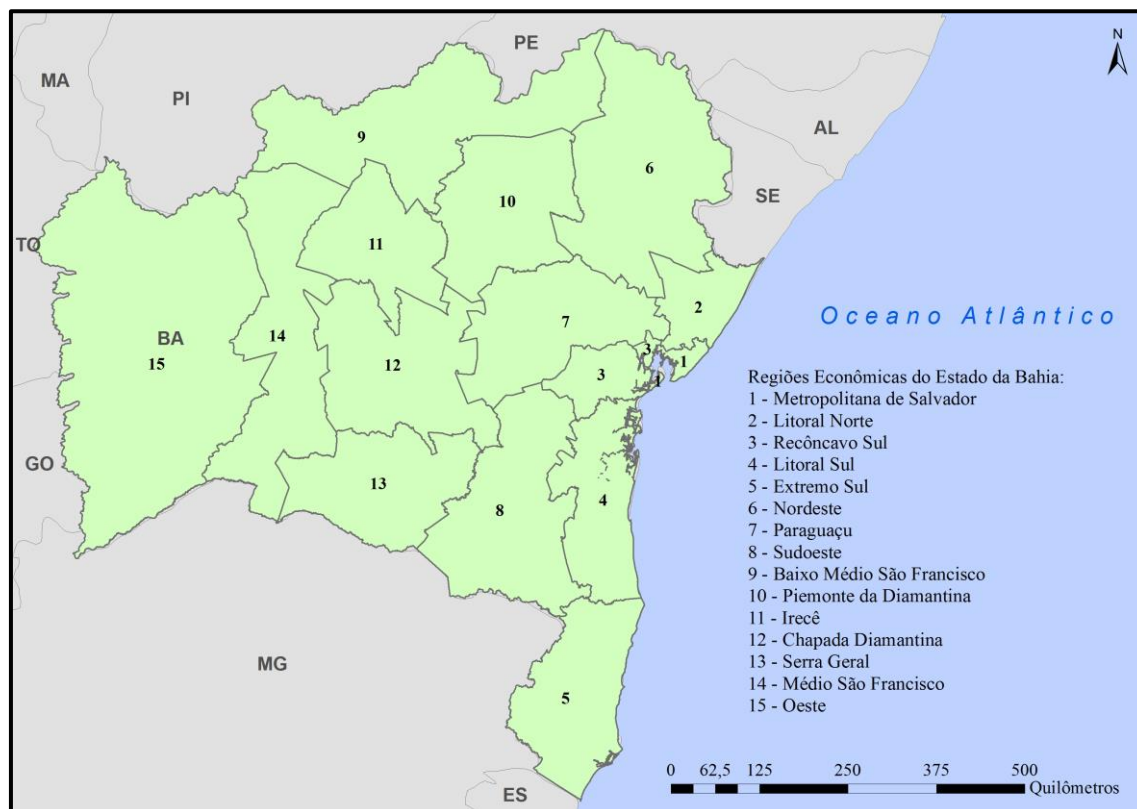 N
PE
MA
PI
AL
9
6
10
SE
TO
11
2
7
Oceano Atlântico
BA
14
3
1
15
12
3
1
Regiões Econômicas do Estado da Bahia:
1 - Metropolitana de Salvador
2 - Litoral Norte
3 - Recôncavo Sul
4 - Litoral Sul
5 - Extremo Sul
6 - Nordeste
7 - Paraguaçu
8 - Sudoeste
9 - Baixo Médio São Francisco
10 - Piemonte da Diamantina
11 - Irecê
12 - Chapada Diamantina
13 - Serra Geral
14 - Médio São Francisco
15 - Oeste
GO
13
4
8
MG
5
ES
0 62,5 125 250 375 500
Quilômetros